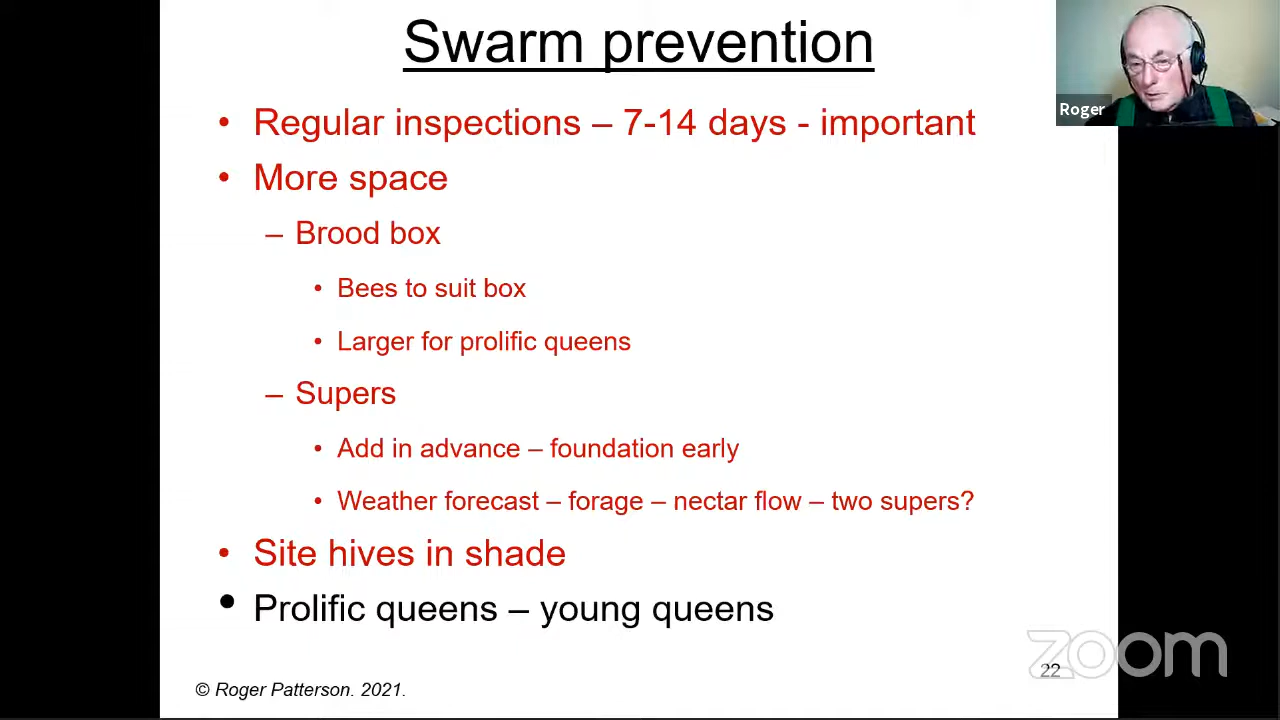 Swarm prevention
• Regular inspections – 7-14 days - important
• More space
– Brood box
• Bees to suit box
• Larger for prolific queens
– Supers
• Add in advance – foundation early
• Weather forecast – forage – nectar flow – two supers?
• Site hives in shade
• Prolific queens – young queens
© Roger Patterson. 2021.
22
zoom
Roger